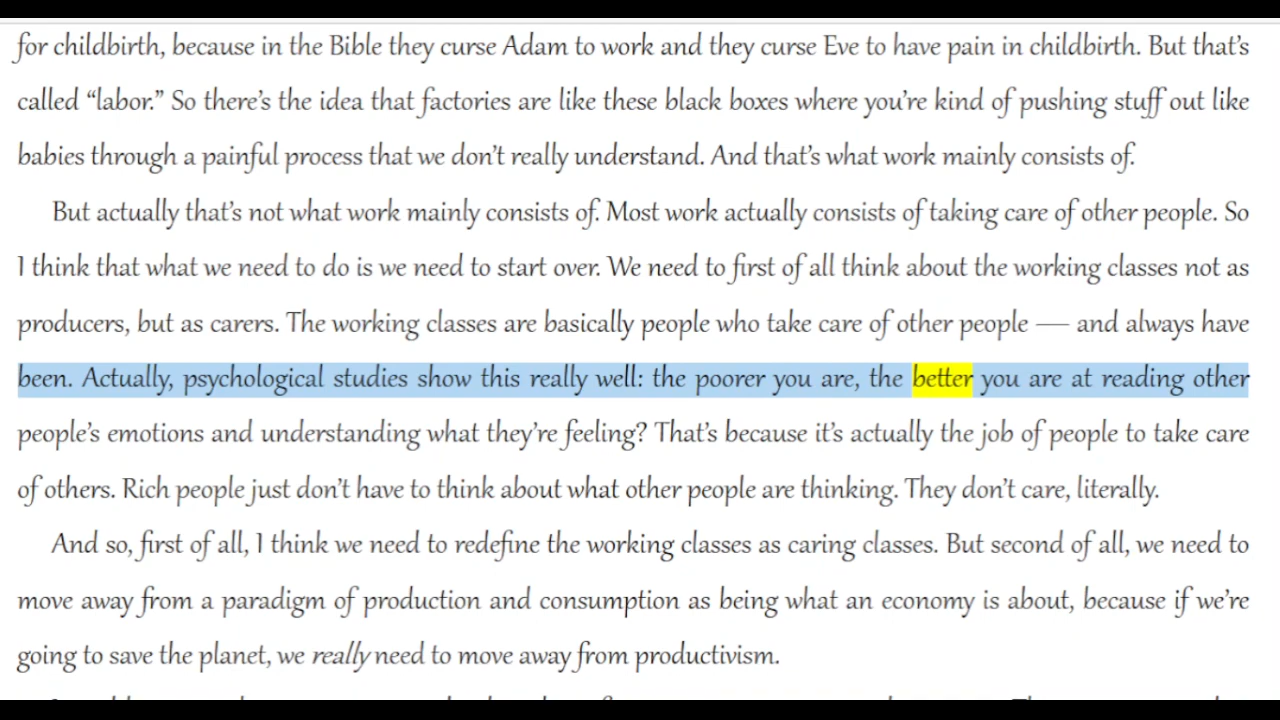 for childbirth, because in the Bible they curse Adam to work and they curse Eve to have pain in childbirth. But that’s
called “labor.” So there’s the idea that factories are like these black boxes where you’re kind of pushing stuff out like
babies through a painful process that we don’t really understand. And that’s what work mainly consists of.
But actually that’s not what work mainly consists of. Most work actually consists of taking care of other people. So
I think that what we need to do is we need to start over. We need to first of all think about the working classes not as
producers, but as carers. The working classes are basically people who take care of other people — and always have
been. Actually, psychological studies show this really well: the poorer you are, the better you are at reading other
people’s emotions and understanding what they’re feeling? That’s because it’s actually the job of people to take care
of others. Rich people just don’t have to think about what other people are thinking. They don’t care, literally.
And so, first of all, I think we need to redefine the working classes as caring classes. But second of all, we need to
move away from a paradigm of production and consumption as being what an economy is about, because if we’re
going to save the planet, we really need to move away from productivism.